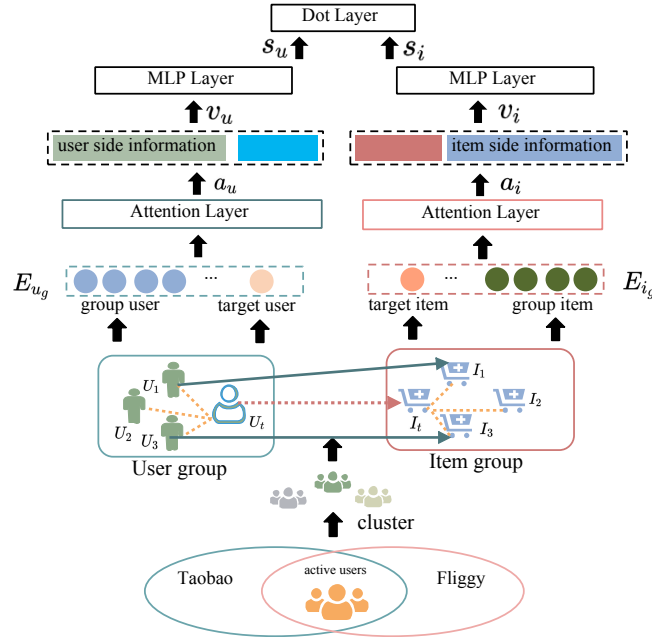 Dot Layer
s_u s_i
MLP Layer MLP Layer
v_u v_i
user side information item side information
a_u a_i
Attention Layer Attention Layer
E_{u_g} ... ... E_{i_g}
group user target user target item group item
U_1 I_1
U_2 U_t I_t I_2
U_3 I_3
User group Item group
cluster
Taobao active users Fliggy